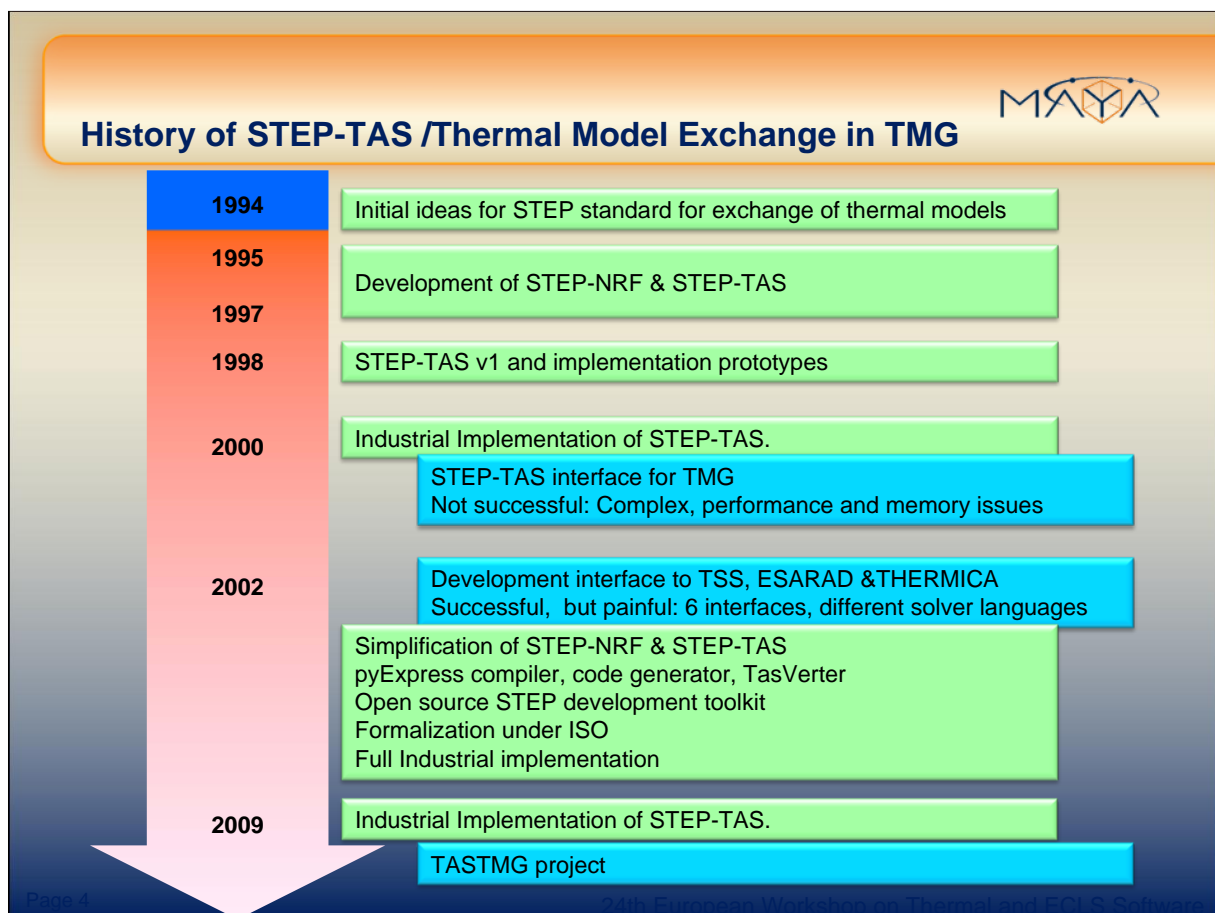 MAYA
History of STEP-TAS /Thermal Model Exchange in TMG
1994
Initial ideas for STEP standard for exchange of thermal models
1995
Development of STEP-NRF & STEP-TAS
1997
1998
STEP-TAS v1 and implementation prototypes
2000
Industrial Implementation of STEP-TAS.
STEP-TAS interface for TMG
Not successful: Complex, performance and memory issues
2002
Development interface to TSS, ESARAD &THERMICA
Successful, but painful: 6 interfaces, different solver languages
Simplification of STEP-NRF & STEP-TAS
pyExpress compiler, code generator, TasVerter
Open source STEP development toolkit
Formalization under ISO
Full Industrial implementation
2009
Industrial Implementation of STEP-TAS.
TASTMG project
Page 4
24th European Workshop on Thermal and ECLS Software